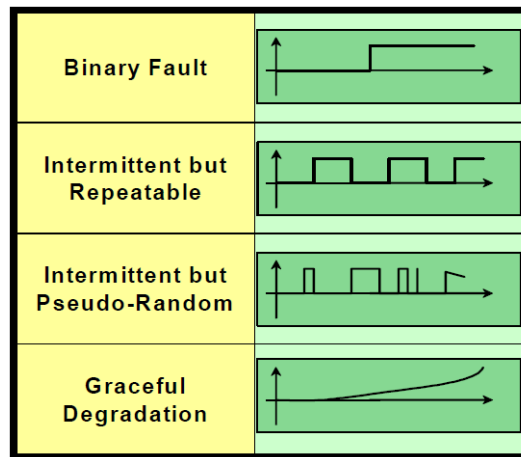 Binary Fault
Intermittent but
Repeatable
Intermittent but
Pseudo-Random
Graceful
Degradation